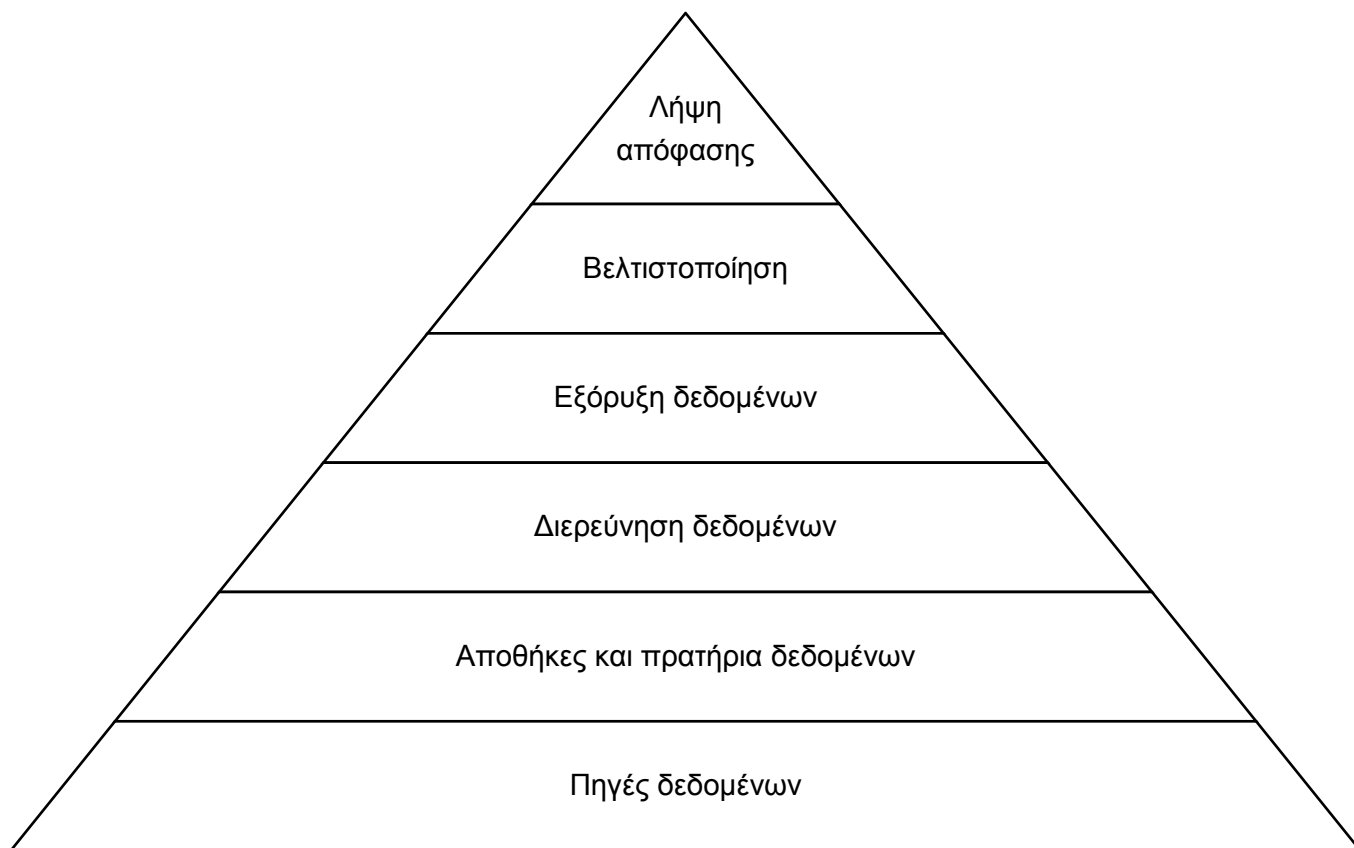 Λήψη
απόφασης
Βελτιστοποίηση
Εξόρυξη δεδομένων
Διερεύνηση δεδομένων
Αποθήκες και πρατήρια δεδομένων
Πηγές δεδομένων